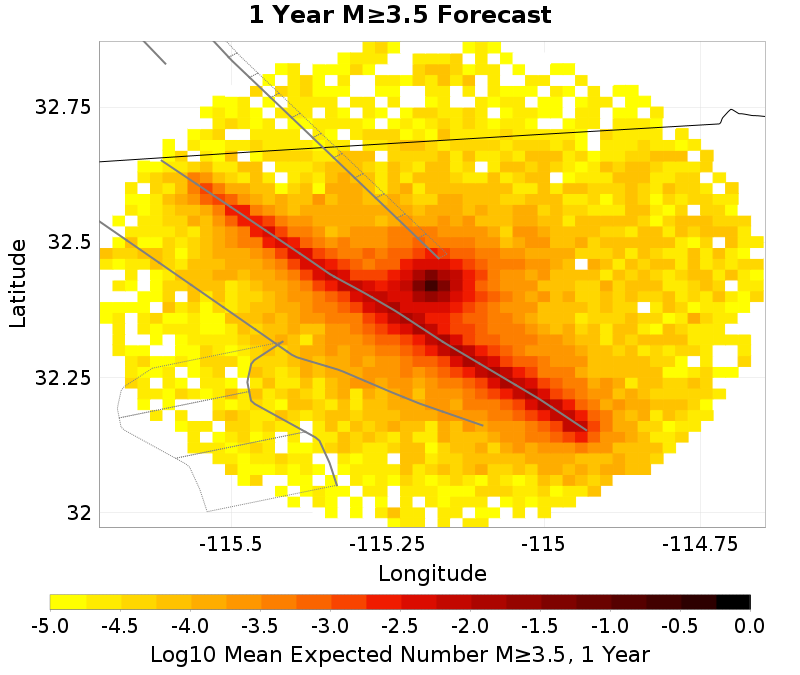 1 Year M≥3.5 Forecast
32.75
32.5
32.25
32
Latitude
-115.5 -115.25 -115 -114.75
Longitude
-5.0 -4.5 -4.0 -3.5 -3.0 -2.5 -2.0 -1.5 -1.0 -0.5 0.0
Log10 Mean Expected Number M≥3.5, 1 Year